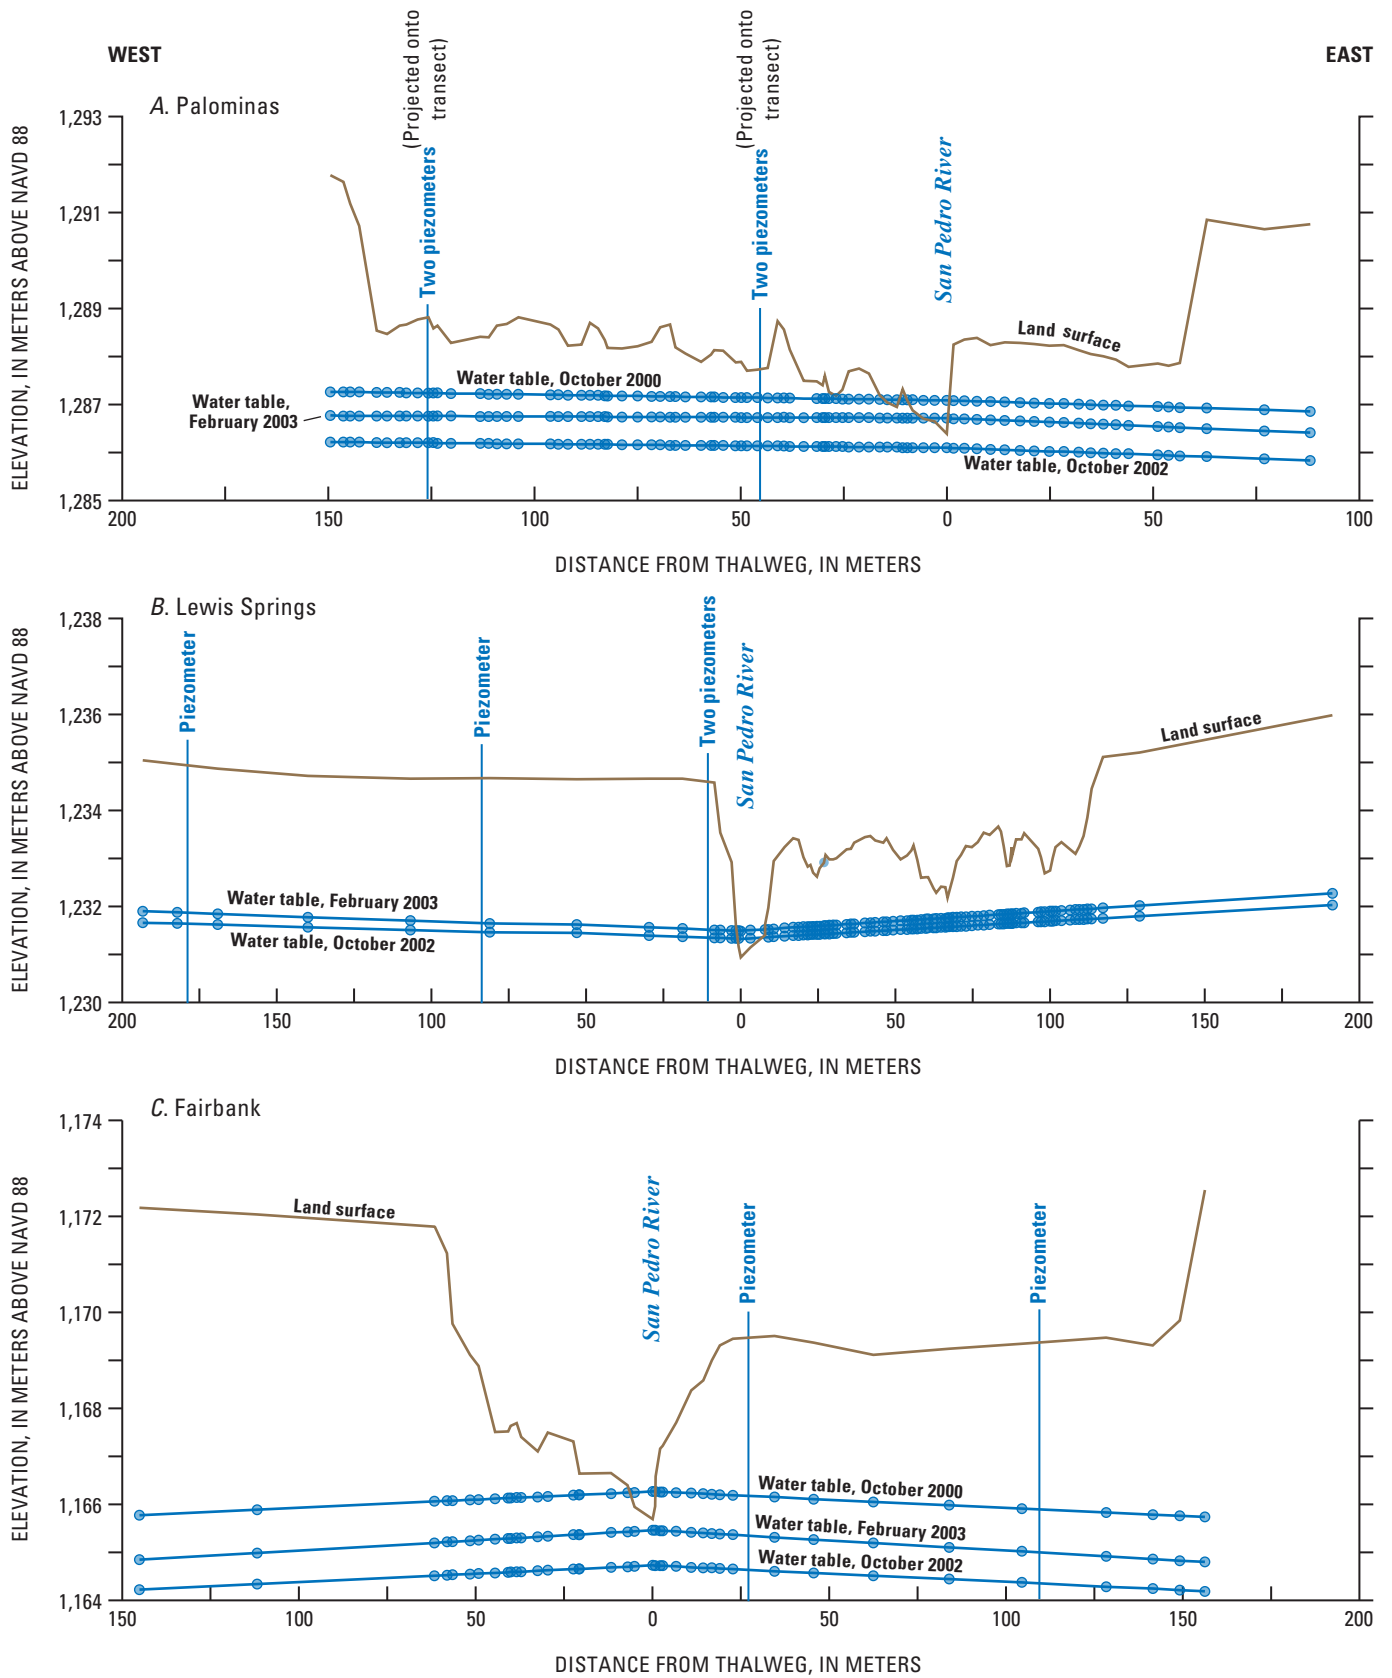 WEST
EAST
(Projected onto
transect)
(Projected onto
transect)
A. Palominas
ELEVATION, IN METERS ABOVE NAVD 88
1,293
1,291
1,289
1,287
1,285
Two piezometers
Two piezometers
San Pedro River
Land surface
Water table, October 2000
Water table,
February 2003
Water table, October 2002
200 150 100 50 0 50 100
DISTANCE FROM THALWEG, IN METERS
B. Lewis Springs
ELEVATION, IN METERS ABOVE NAVD 88
1,238
1,236
1,234
1,232
1,230
Piezometer
Piezometer
Two piezometers
San Pedro River
Land surface
Water table, February 2003
Water table, October 2002
200 150 100 50 0 50 100 150 200
DISTANCE FROM THALWEG, IN METERS
C. Fairbank
ELEVATION, IN METERS ABOVE NAVD 88
1,174
1,172
1,170
1,168
1,166
1,164
Land surface
San Pedro River
Piezometer
Piezometer
Water table, October 2000
Water table, February 2003
Water table, October 2002
150 100 50 0 50 100 150
DISTANCE FROM THALWEG, IN METERS